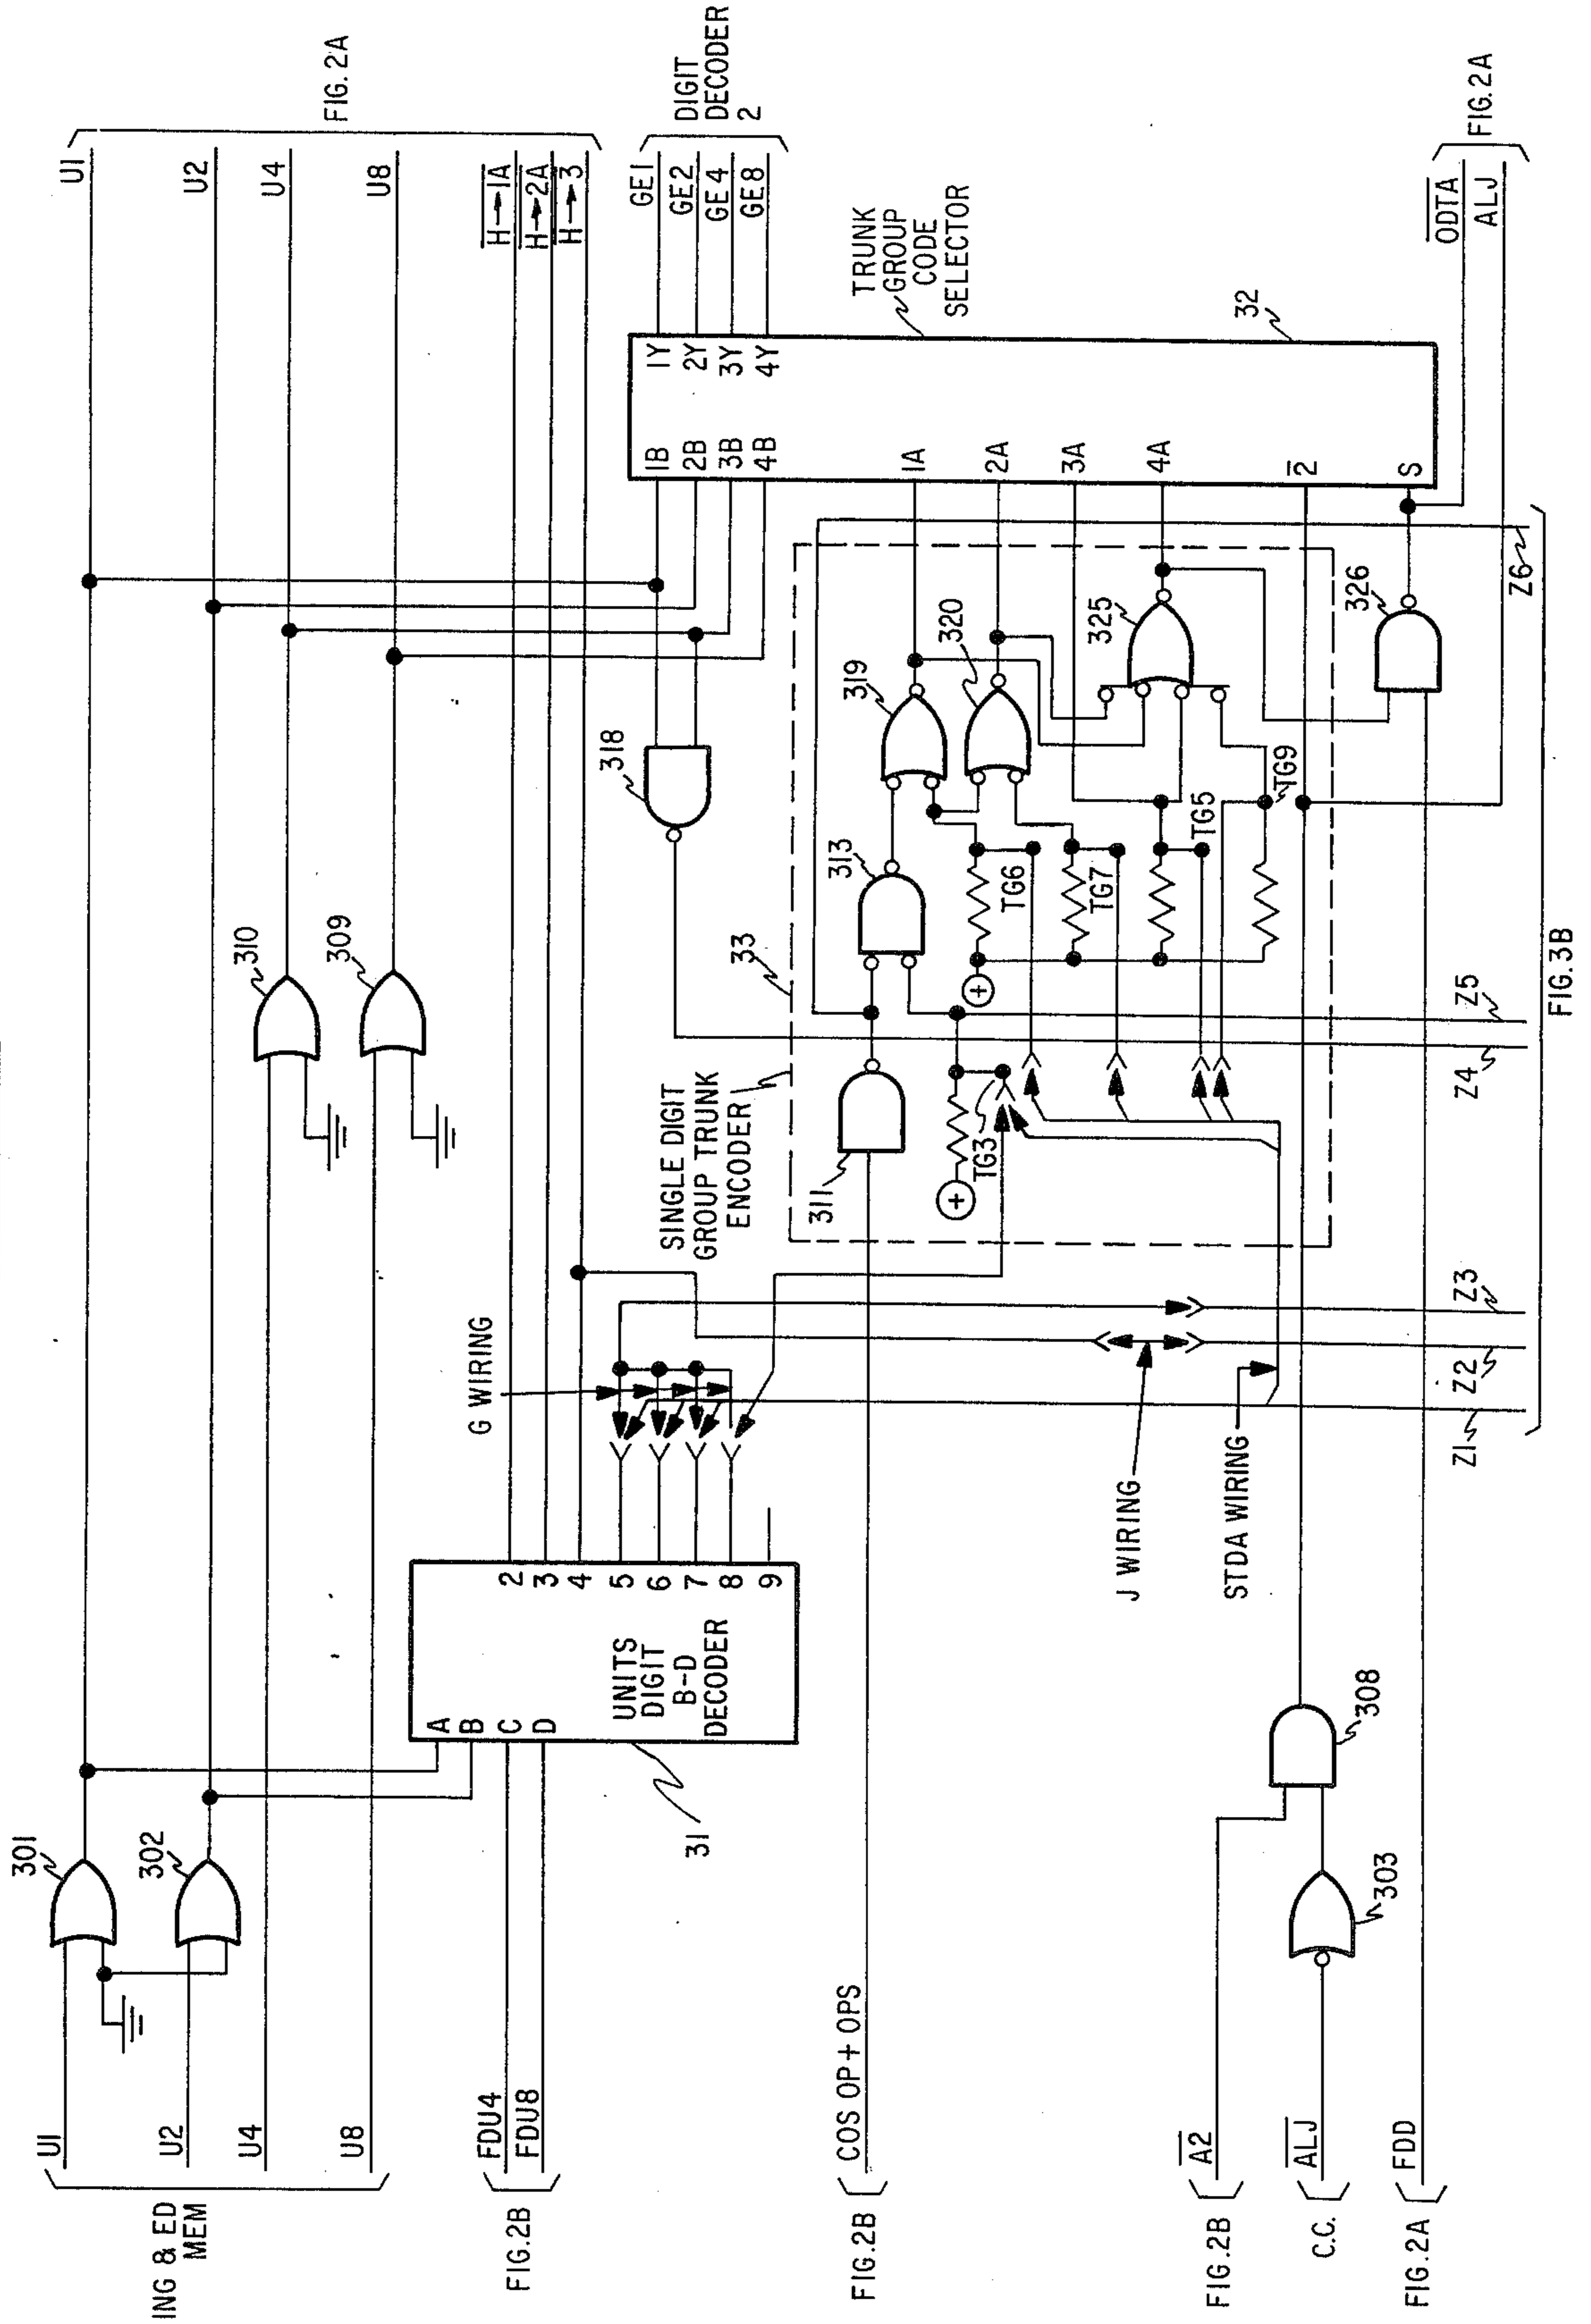 ING & ED
MEM
U1
U2
U4
U8
301
302
310
309
U1
U2
U4
U8
FIG. 2A
H→1A
H→2A
H→3
FIG.2B
FDU4
FDU8
A
B
C
D
UNITS
DIGIT
B-D
DECODER
2
3
4
5
6
7
8
9
31
G WIRING
318
1B
2B
3B
4B
1A
2A
3A
4A
2
S
1Y
2Y
3Y
4Y
GE1
GE2
GE4
GE8
DIGIT
DECODER
2
TRUNK
GROUP
CODE
SELECTOR
32
FIG.2B
COS OP + OPS
SINGLE DIGIT
GROUP TRUNK
ENCODER
33
311
313
319
320
325
TG3
TG6
TG7
TG5
TG9
+
+
J WIRING
STDA WIRING
FIG.2B
A2
C.C.
ALJ
FIG.2A
FDD
303
308
326
ODTA
ALJ
FIG.2A
Z1
Z2
Z3
Z4
Z5
Z6
FIG.3B